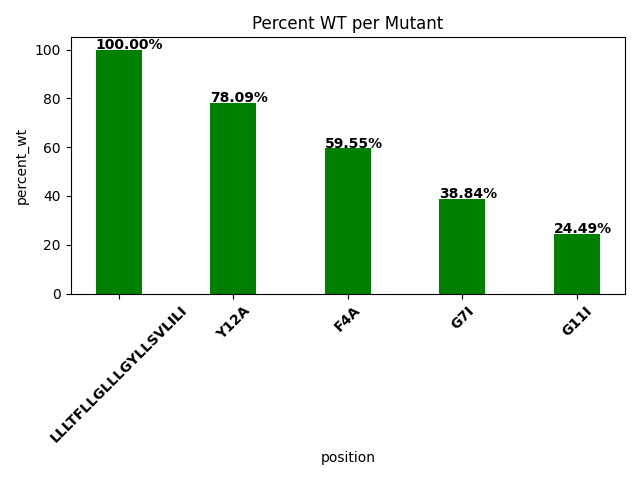 Percent WT per Mutant
percent_wt
100
80
60
40
20
0
100.00%
78.09%
59.55%
38.84%
24.49%
LLLTFLLGLLLGYLLSVLILI
Y12A
F4A
G7I
G11I
position